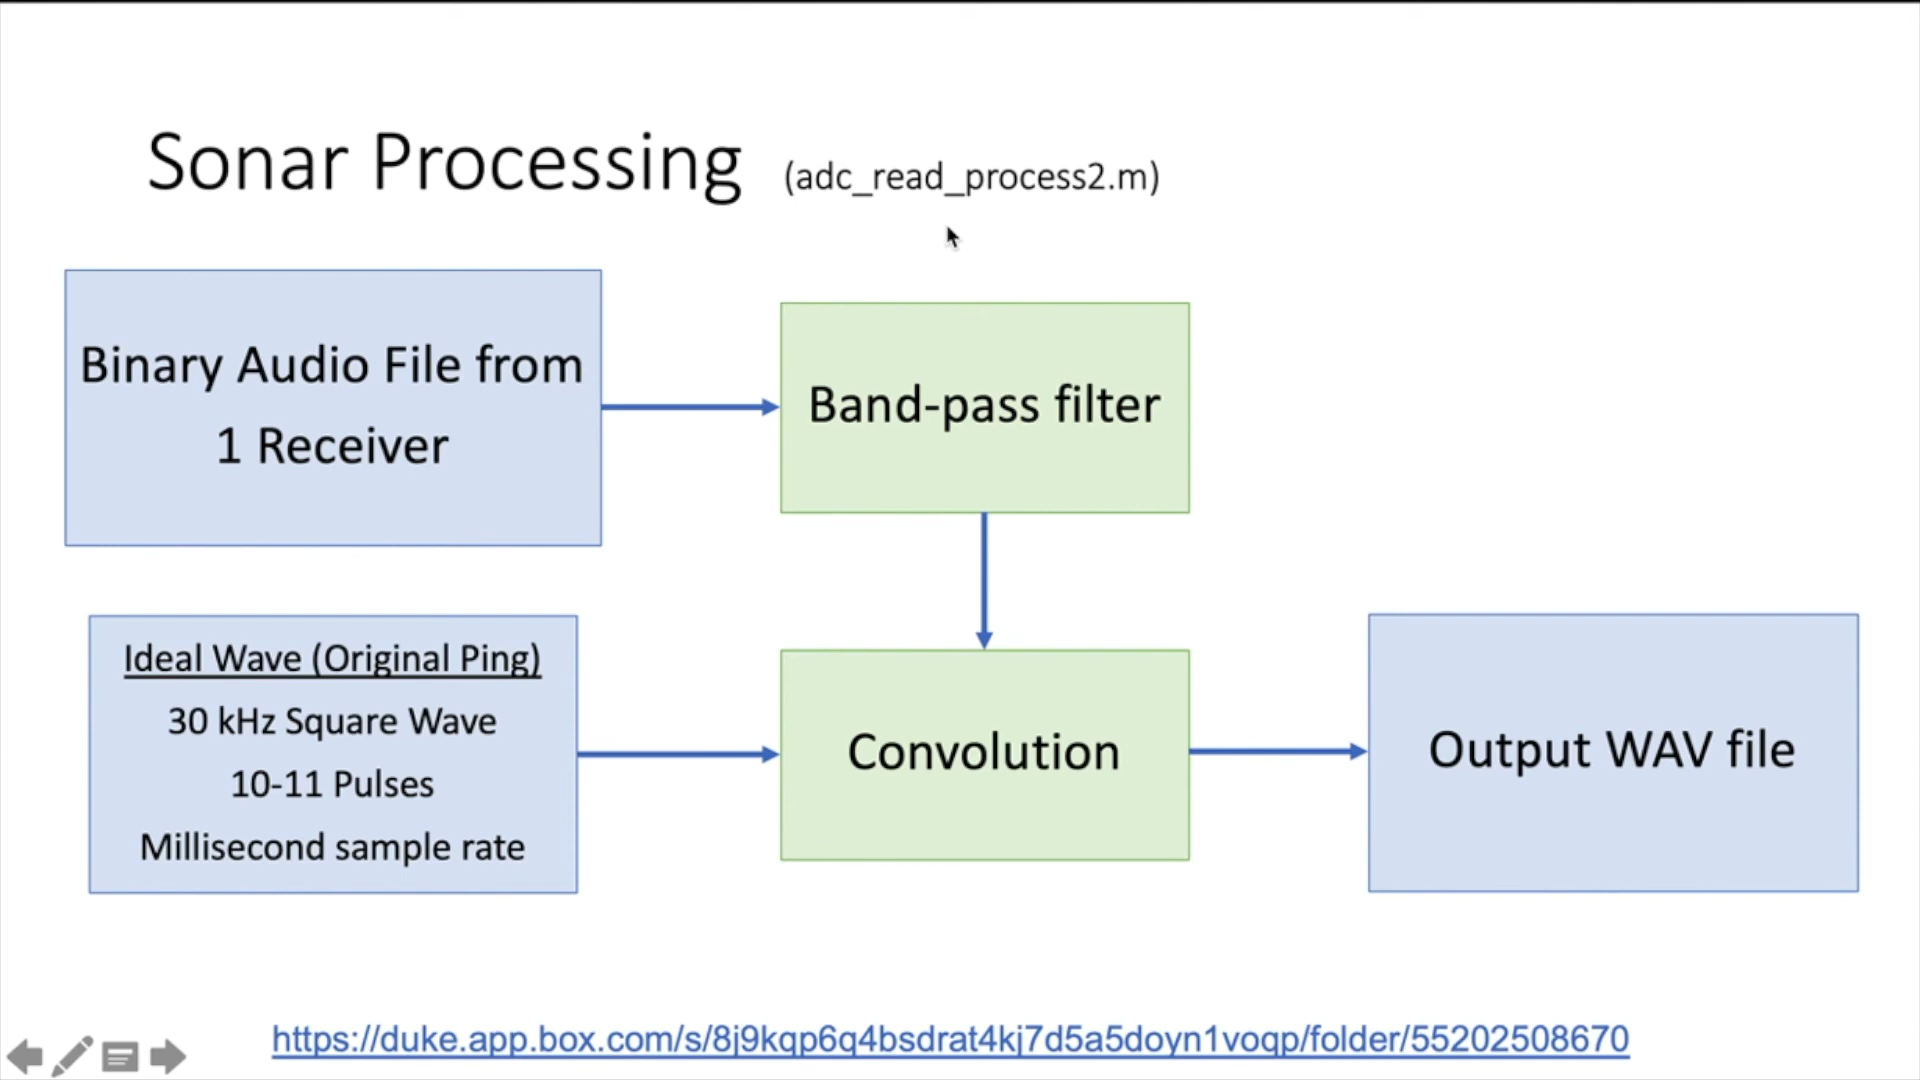 Sonar Processing (adc_read_process2.m)
Binary Audio File from
1 Receiver
Band-pass filter
Ideal Wave (Original Ping)
30 kHz Square Wave
10-11 Pulses
Millisecond sample rate
Convolution
Output WAV file
https://duke.app.box.com/s/8j9kqp6q4bsdrat4kj7d5a5doyn1voqp/folder/55202508670